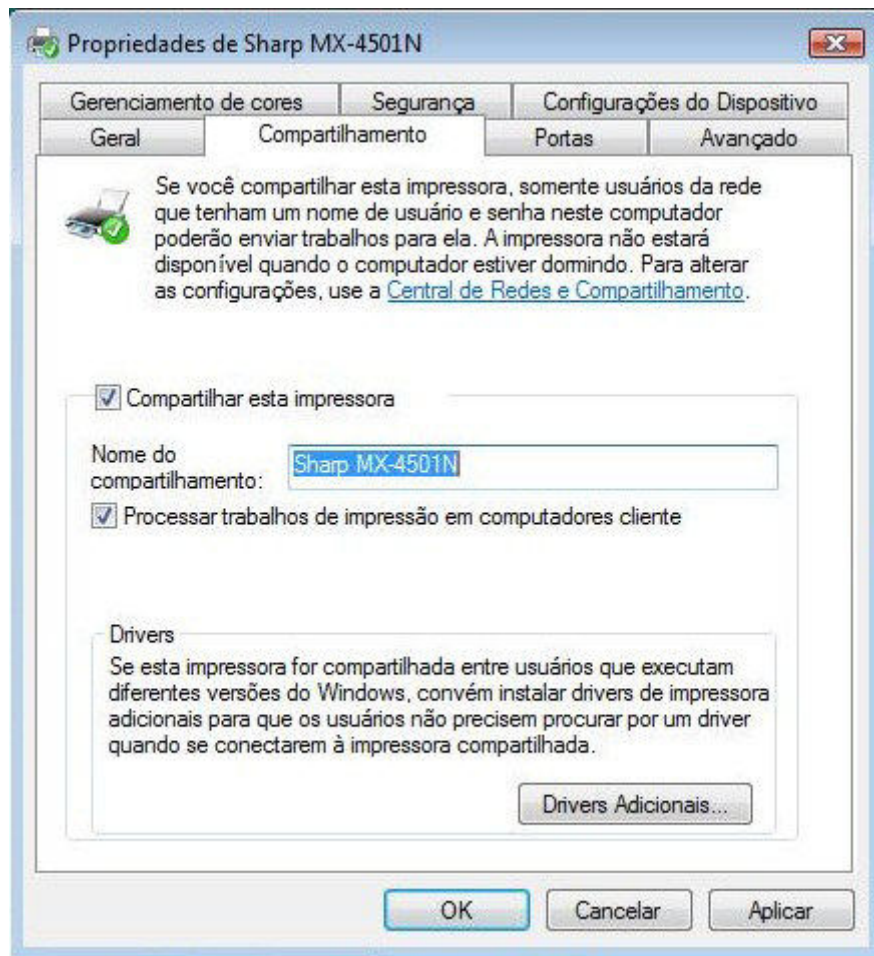 Propriedades de Sharp MX-4501N
Gerenciamento de cores
Segurança
Configurações do Dispositivo
Geral
Compartilhamento
Portas
Avançado
Se você compartilhar esta impressora, somente usuários da rede
que tenham um nome de usuário e senha neste computador
poderão enviar trabalhos para ela. A impressora não estará
disponível quando o computador estiver domindo. Para alterar
as configurações, use a Central de Redes e Compartilhamento.
Compartilhar esta impressora
Nome do
compartilhamento:
Sharp MX-4501N
Processar trabalhos de impressão em computadores cliente
Drivers
Se esta impressora for compartilhada entre usuários que executam
diferentes versões do Windows, convém instalar drivers de impressora
adicionais para que os usuários não precisem procurar por um driver
quando se conectarem à impressora compartilhada.
Drivers Adicionais...
OK
Cancelar
Aplicar